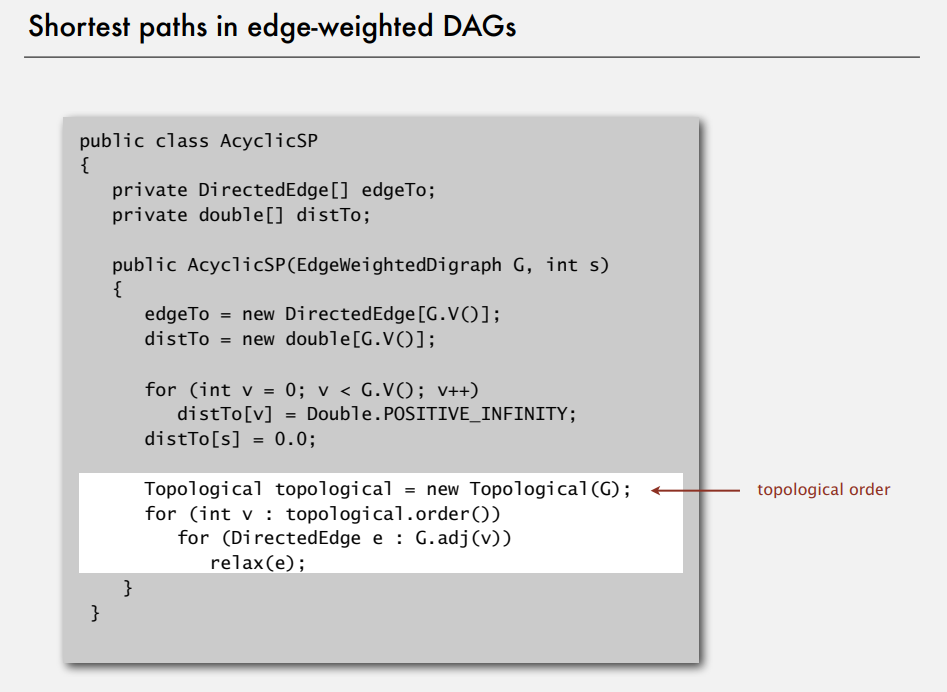 Shortest paths in edge-weighted DAGs
public class AcyclicSP
{
private DirectedEdge[] edgeTo;
private double[] distTo;
public AcyclicSP(EdgeWeightedDigraph G, int s)
{
edgeTo = new DirectedEdge[G.V()];
distTo = new double[G.V()];
for (int v = 0; v < G.V(); v++)
distTo[v] = Double.POSITIVE_INFINITY;
distTo[s] = 0.0;
Topological topological = new Topological(G);
topological order
for (int v : topological.order())
for (DirectedEdge e : G.adj(v))
relax(e);
}
}